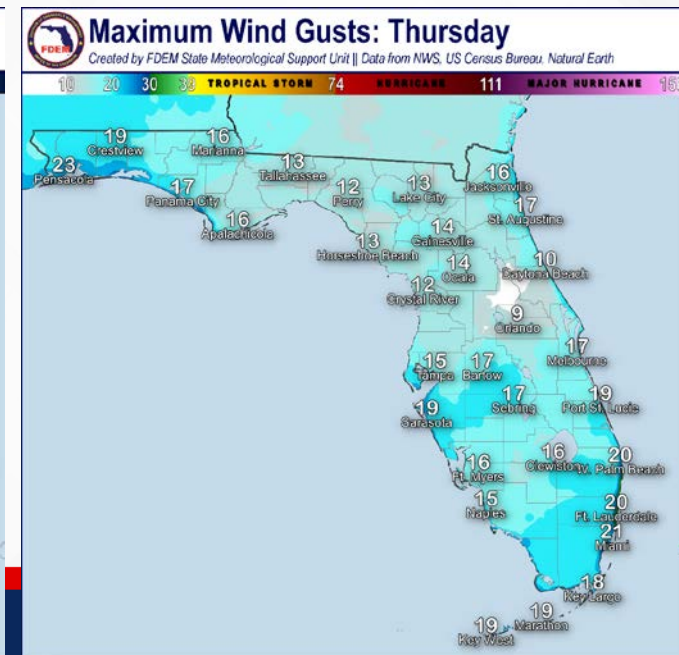 FDEM
Maximum Wind Gusts: Thursday
Created by FDEM State Meteorological Support Unit || Data from NWS, US Census Bureau, Natural Earth
10 20 30 39 TROPICAL STORM 74 HURRICANE 111 MAJOR HURRICANE 15
19
Crestview
16
Marianna
23
Pensacola
13
Tallahassee
13
Lake City
16
Jacksonville
17
Panama City
12
Perry
17
St. Augustine
16
Apalachicola
14
Gainesville
13
Horseshoe Beach
14
Ocala
10
Daytona Beach
12
Crystal River
9
Orlando
15
Tampa
17
Bartow
17
Melbourne
19
Sarasota
17
Sebring
19
Port St. Lucie
16
Ft. Myers
16
Clewiston
20
W. Palm Beach
15
Naples
20
Ft. Lauderdale
21
Miami
18
Key Largo
19
Marathon
19
Key West